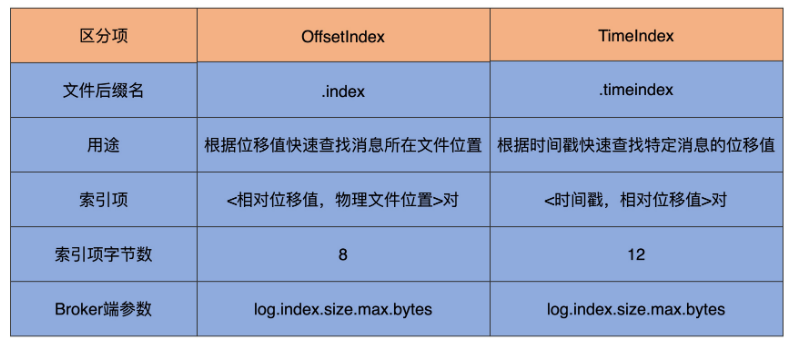 区分项 OffsetIndex TimeIndex
文件后缀名 .index .timeindex
用途 根据位移值快速查找消息所在文件位置 根据时间戳快速查找特定消息的位移值
索引项 <相对位移值，物理文件位置>对 <时间戳，相对位移值>对
索引项字节数 8 12
Broker端参数 log.index.size.max.bytes log.index.size.max.bytes